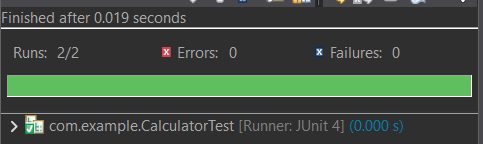 Finished after 0.019 seconds
Runs: 2/2 Errors: 0 Failures: 0
com.example.CalculatorTest [Runner: JUnit 4] (0.000 s)